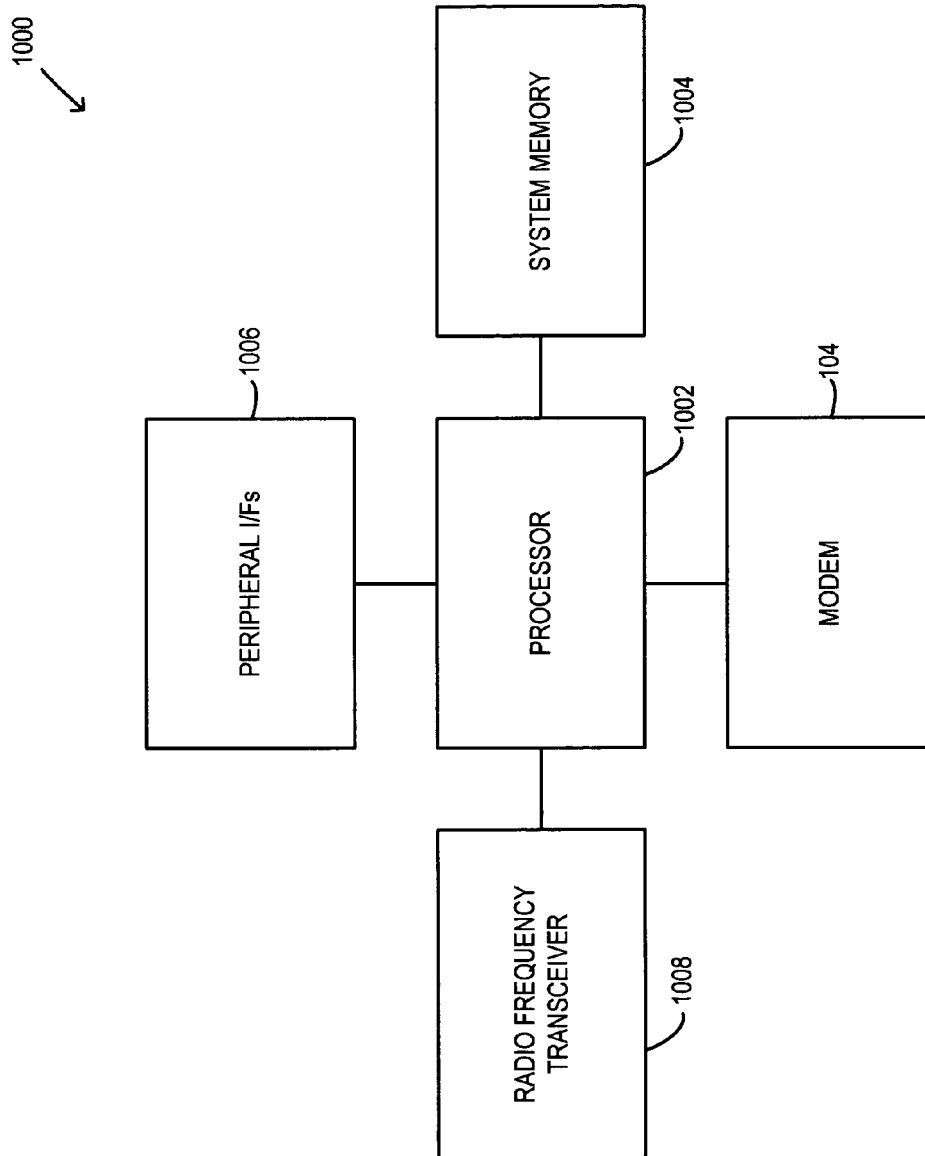 1000
PERIPHERAL I/Fs
1006
RADIO FREQUENCY
TRANSCEIVER
1008
PROCESSOR
1002
SYSTEM MEMORY
1004
MODEM
104